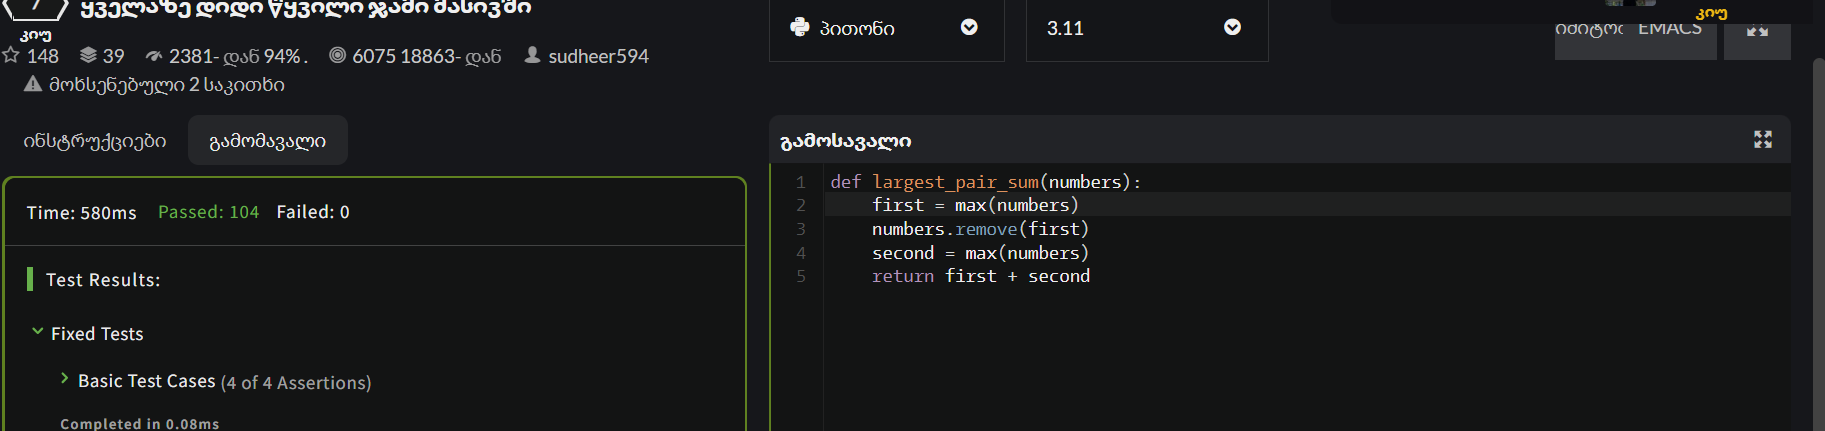 7 ყველაზე დიდი წყვილი ჯამი მასივში
კიუ
148 39 2381- დან 94% . 6075 18863- დან sudheer594
მოხსენებული 2 საკითხი
პითონი
3.11
კიუ
EMACS
ინსტრუქციები გამომავალი
Time: 580ms Passed: 104 Failed: 0
Test Results:
Fixed Tests
Basic Test Cases (4 of 4 Assertions)
Completed in 0.08ms
გამოსავალი
1 def largest_pair_sum(numbers):
2 first = max(numbers)
3 numbers.remove(first)
4 second = max(numbers)
5 return first + second